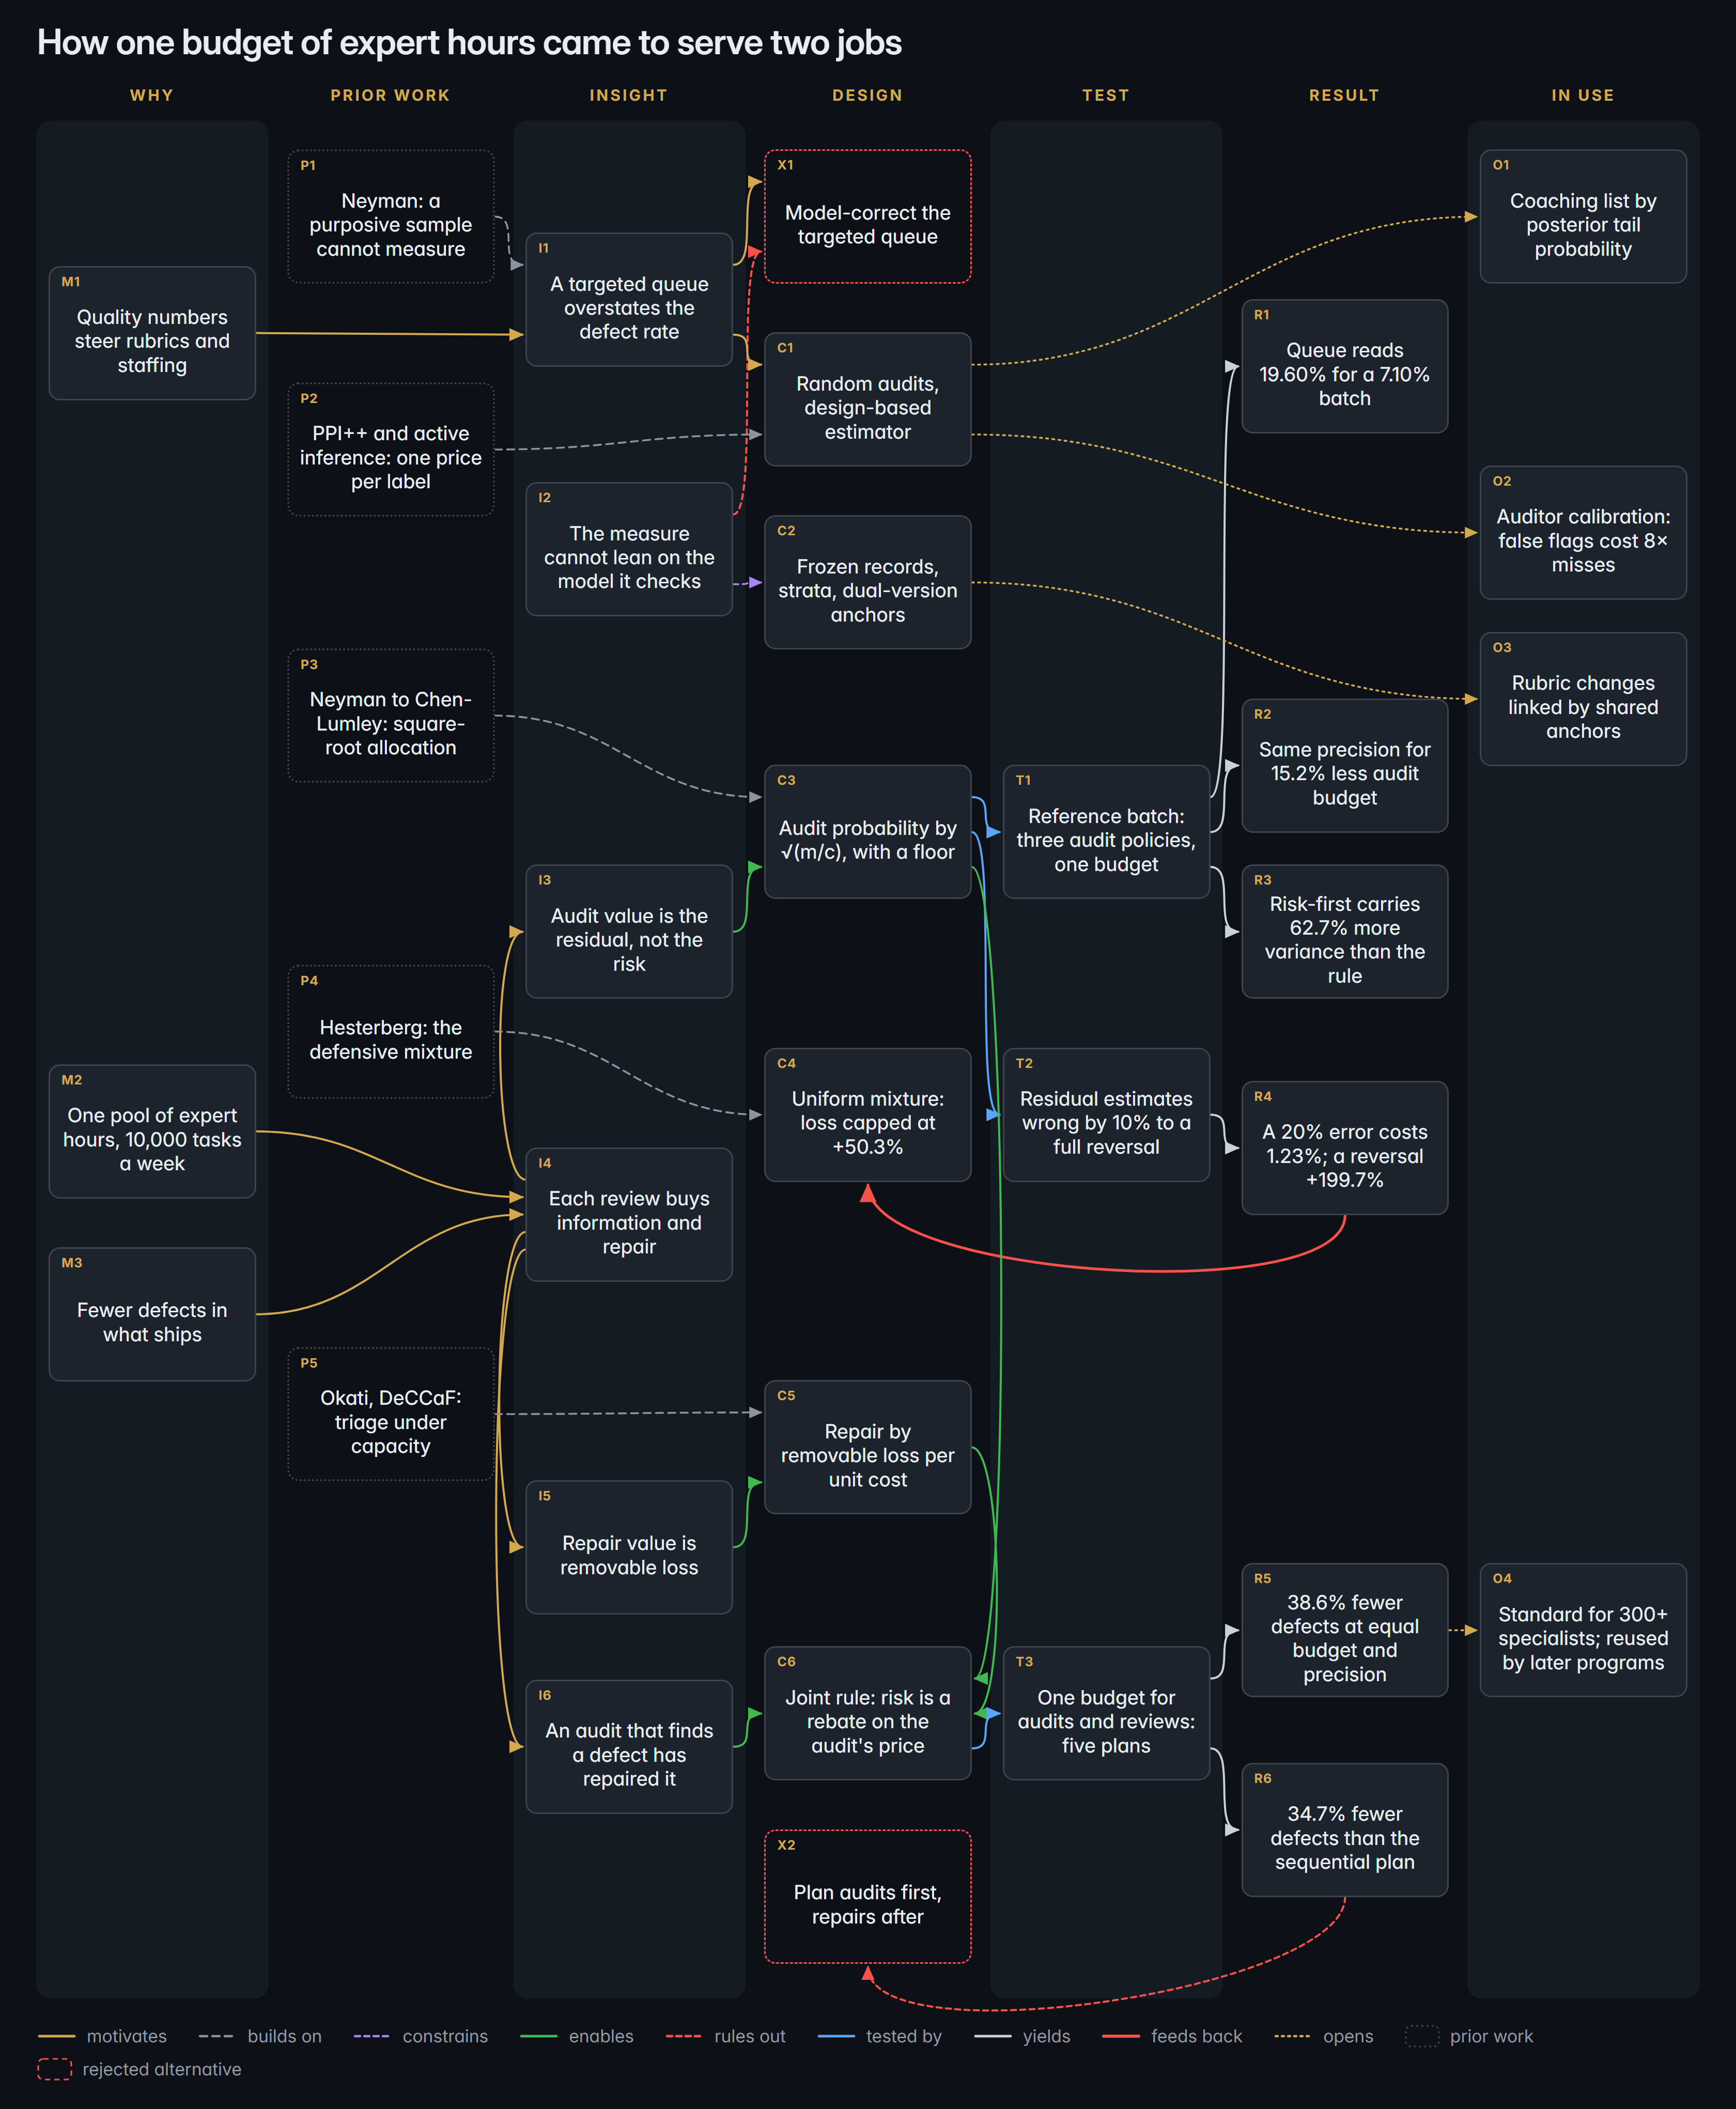 How one budget of expert hours came to serve two jobs
WHY
PRIOR WORK
INSIGHT
DESIGN
TEST
RESULT
IN USE
M1
Quality numbers
steer rubrics and
staffing
M2
One pool of expert
hours, 10,000 tasks
a week
M3
Fewer defects in
what ships
P1
Neyman: a
purposive sample
cannot measure
P2
PPI++ and active
inference: one price
per label
P3
Neyman to Chen-
Lumley: square-
root allocation
P4
Hesterberg: the
defensive mixture
P5
Okati, DeCCaF:
triage under
capacity
I1
A targeted queue
overstates the
defect rate
I2
The measure
cannot lean on the
model it checks
I3
Audit value is the
residual, not the
risk
I4
Each review buys
information and
repair
I5
Repair value is
removable loss
I6
An audit that finds
a defect has
repaired it
X1
Model-correct the
targeted queue
C1
Random audits,
design-based
estimator
C2
Frozen records,
strata, dual-version
anchors
C3
Audit probability by
√(m/c), with a floor
C4
Uniform mixture:
loss capped at
+50.3%
C5
Repair by
removable loss per
unit cost
C6
Joint rule: risk is a
rebate on the
audit's price
X2
Plan audits first,
repairs after
T1
Reference batch:
three audit policies,
one budget
T2
Residual estimates
wrong by 10% to a
full reversal
T3
One budget for
audits and reviews:
five plans
R1
Queue reads
19.60% for a 7.10%
batch
R2
Same precision for
15.2% less audit
budget
R3
Risk-first carries
62.7% more
variance than the
rule
R4
A 20% error costs
1.23%; a reversal
+199.7%
R5
38.6% fewer
defects at equal
budget and
precision
R6
34.7% fewer
defects than the
sequential plan
O1
Coaching list by
posterior tail
probability
O2
Auditor calibration:
false flags cost 8×
misses
O3
Rubric changes
linked by shared
anchors
O4
Standard for 300+
specialists; reused
by later programs
motivates
builds on
constrains
enables
rules out
tested by
yields
feeds back
opens
prior work
rejected alternative